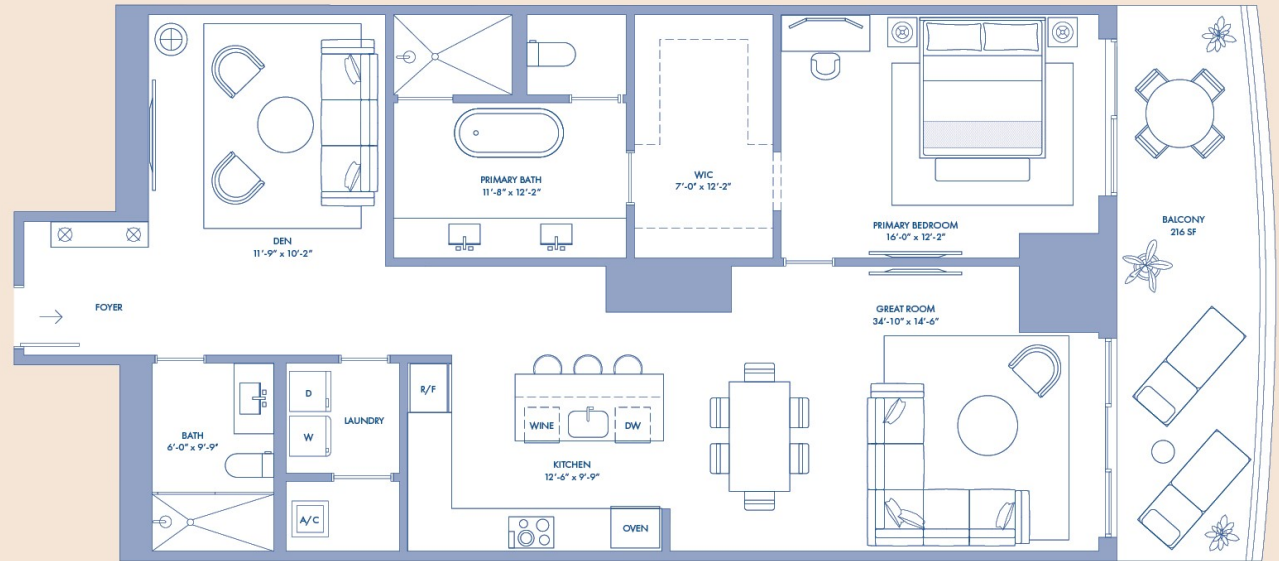 DEN
11'-9" x 10'-2"
PRIMARY BATH
11'-8" x 12'-2"
WIC
7'-0" x 12'-2"
PRIMARY BEDROOM
16'-0" x 12'-2"
BALCONY
216 SF
FOYER
GREAT ROOM
34'-10" x 14'-6"
BATH
6'-0" x 9'-9"
D
W
LAUNDRY
A/C
R/F
WINE
DW
KITCHEN
12'-6" x 9'-9"
OVEN